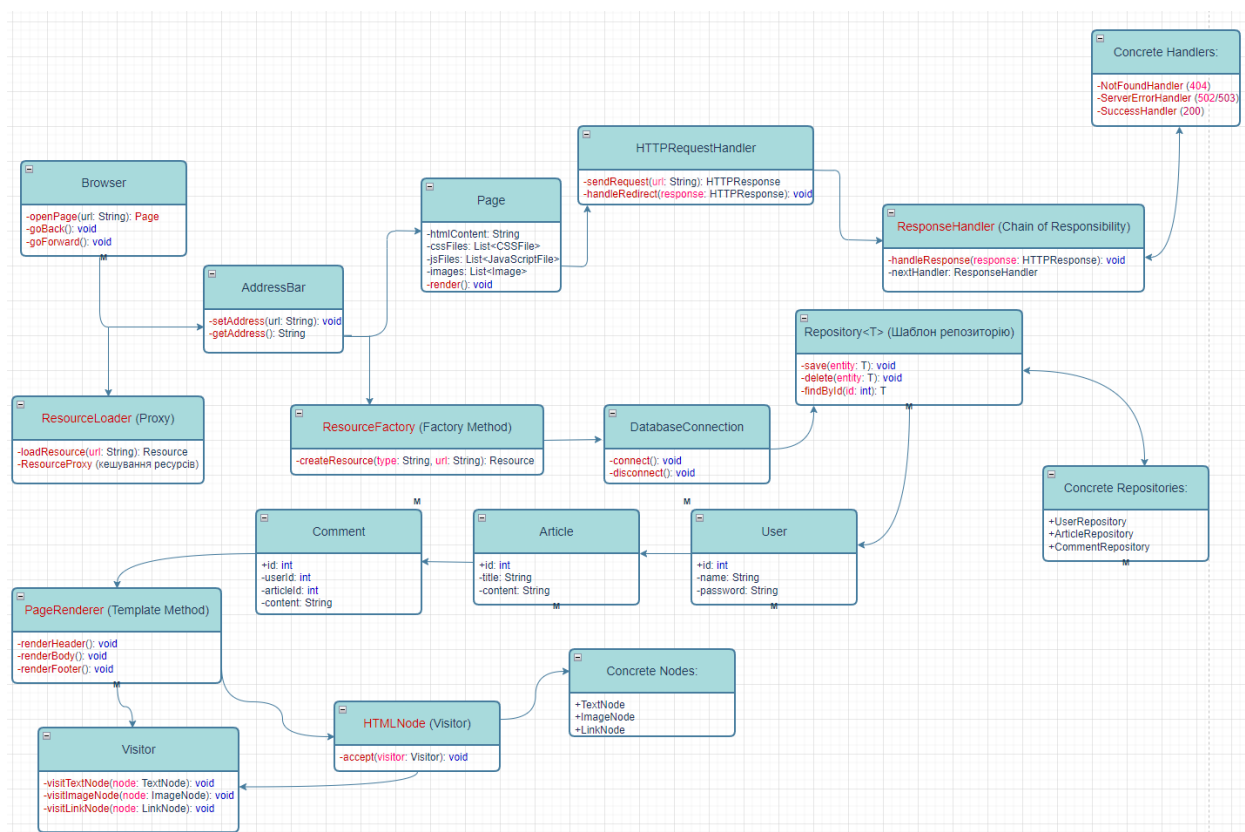 Concrete Handlers:
-NotFoundHandler (404)
-ServerErrorHandler (502/503)
-SuccessHandler (200)
HTTPRequestHandler
-sendRequest(url: String): HTTPResponse
-handleRedirect(response: HTTPResponse): void
Browser
-openPage(url: String): Page
-goBack(): void
-goForward(): void
M
Page
-htmlContent: String
-cssFiles: List<CSSFile>
-jsFiles: List<JavaScriptFile>
-images: List<Image>
-render(): void
ResponseHandler (Chain of Responsibility)
-handleResponse(response: HTTPResponse): void
-nextHandler: ResponseHandler
AddressBar
-setAddress(url: String): void
-getAddress(): String
Repository<T> (Шаблон репозиторію)
-save(entity: T): void
-delete(entity: T): void
-findById(id: int): T
M
ResourceLoader (Proxy)
-loadResource(url: String): Resource
-ResourceProxy (кешування ресурсів)
ResourceFactory (Factory Method)
-createResource(type: String, url: String): Resource
M
DatabaseConnection
-connect(): void
-disconnect(): void
M
Concrete Repositories:
+UserRepository
+ArticleRepository
+CommentRepository
M
Comment
+id: int
-userId: int
-articleId: int
-content: String
Article
+id: int
-title: String
-content: String
M
User
+id: int
-name: String
-password: String
M
PageRenderer (Template Method)
-renderHeader(): void
-renderBody(): void
-renderFooter(): void
M
Concrete Nodes:
+TextNode
+ImageNode
+LinkNode
HTMLNode (Visitor)
-accept(visitor: Visitor): void
Visitor
-visitTextNode(node: TextNode): void
-visitImageNode(node: ImageNode): void
-visitLinkNode(node: LinkNode): void